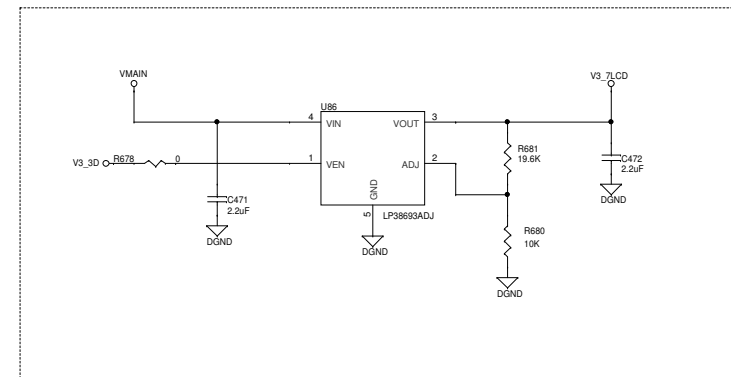 VMAIN
V3_7LCD
U86
4 VIN VOUT 3
V3_3D R678 0 1 VEN ADJ 2
R681
19.6K
C472
2.2uF
DGND
GND
C471
2.2uF
5 LP38693ADJ
DGND
DGND
R680
10K
DGND